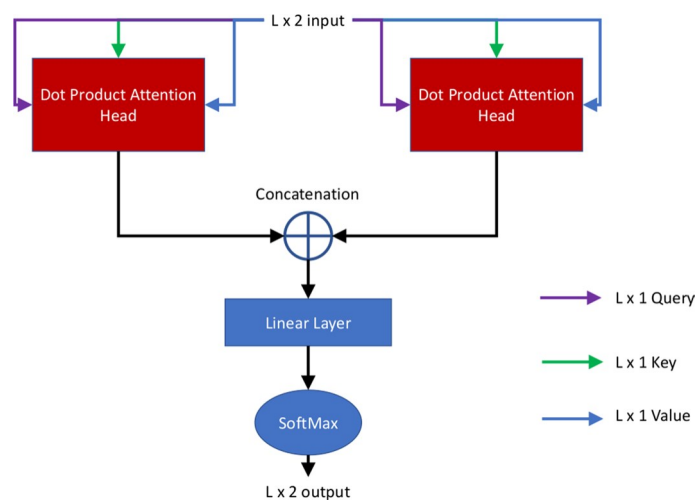 L x 2 input
Dot Product Attention
Head
Dot Product Attention
Head
Concatenation
Linear Layer
SoftMax
L x 2 output
L x 1 Query
L x 1 Key
L x 1 Value